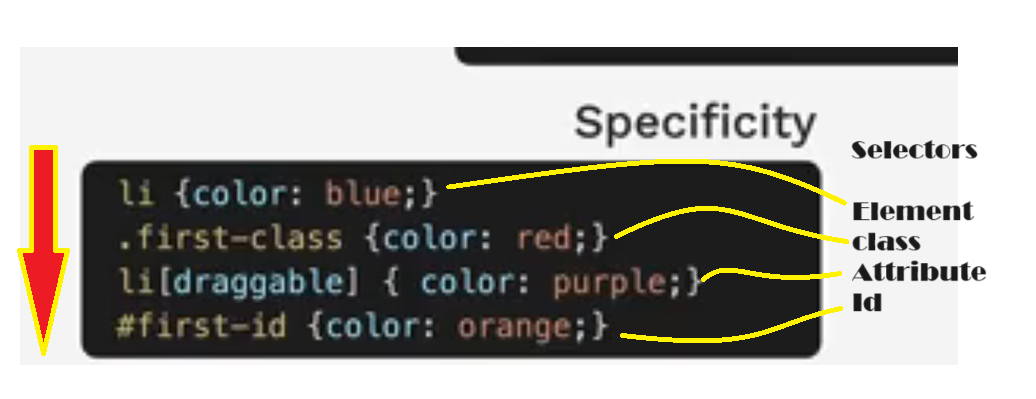 Specificity
li {color: blue;}
.first-class {color: red;}
li[draggable] { color: purple;}
#first-id {color: orange;}
Selectors
Element
class
Attribute
Id